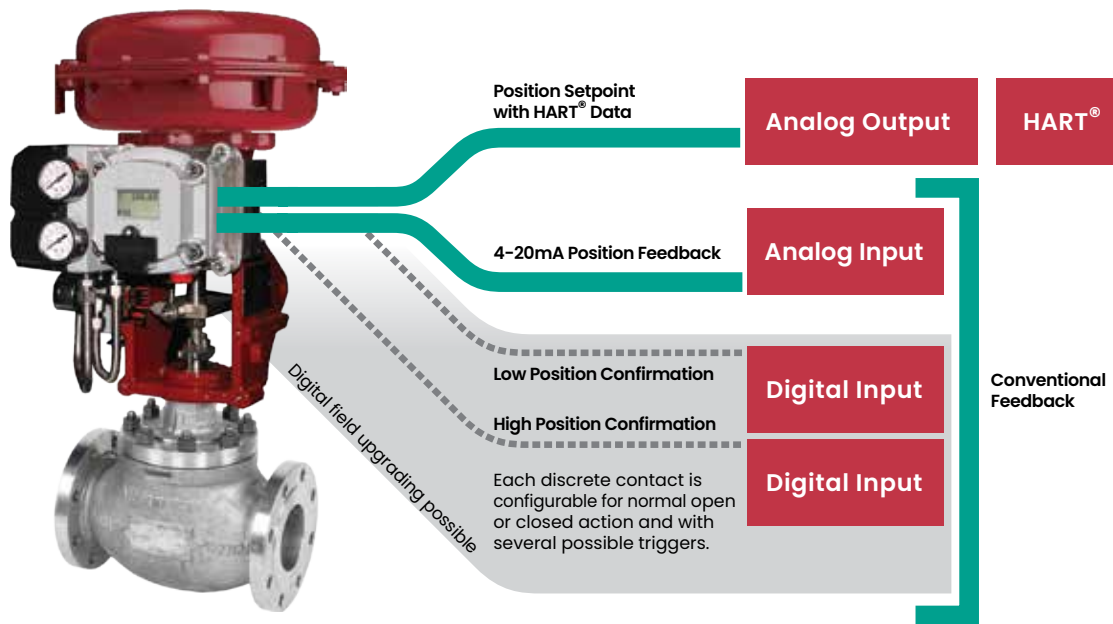 Position Setpoint
with HART® Data
Analog Output
HART®
4-20mA Position Feedback
Analog Input
Low Position Confirmation
Digital Input
High Position Confirmation
Digital Input
Conventional
Feedback
Each discrete contact is
configurable for normal open
or closed action and with
several possible triggers.
Digital field upgrading possible